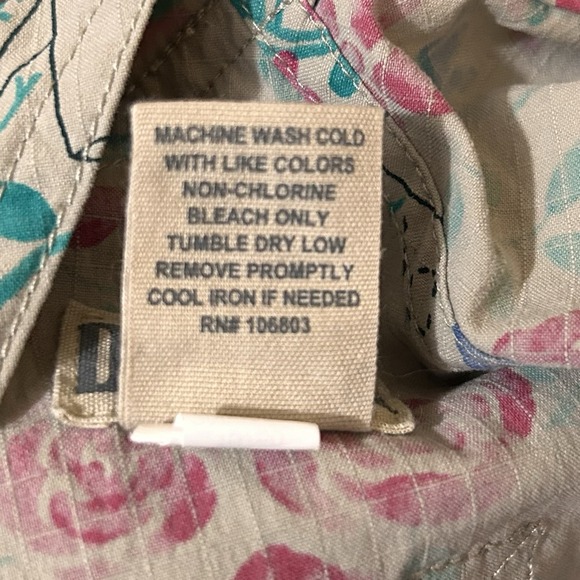 MACHINE WASH COLD
WITH LIKE COLORS
NON-CHLORINE
BLEACH ONLY
TUMBLE DRY LOW
REMOVE PROMPTLY
COOL IRON IF NEEDED
RN# 106803
D